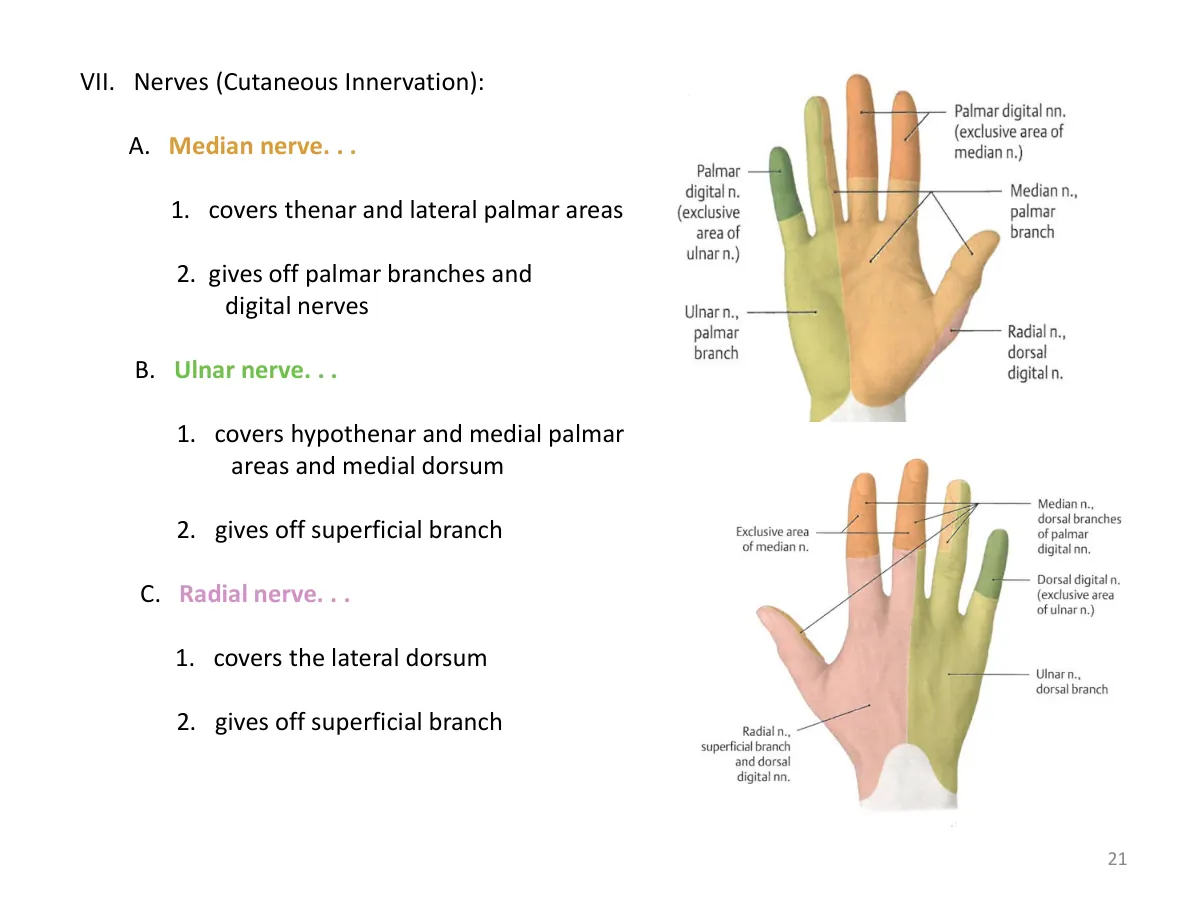 VII. Nerves (Cutaneous Innervation):
A. Median nerve. . .
1. covers thenar and lateral palmar areas
2. gives off palmar branches and
digital nerves
B. Ulnar nerve. . .
1. covers hypothenar and medial palmar
areas and medial dorsum
2. gives off superficial branch
C. Radial nerve. . .
1. covers the lateral dorsum
2. gives off superficial branch
Palmar
digital n.
(exclusive
area of
ulnar n.)
Ulnar n.,
palmar
branch
Palmar digital nn.
(exclusive area of
median n.)
Median n.,
palmar
branch
Radial n.,
dorsal
digital n.
Exclusive area
of median n.
Radial n.,
superficial branch
and dorsal
digital nn.
Median n.,
dorsal branches
of palmar
digital nn.
Dorsal digital n.
(exclusive area
of ulnar n.)
Ulnar n.,
dorsal branch
21